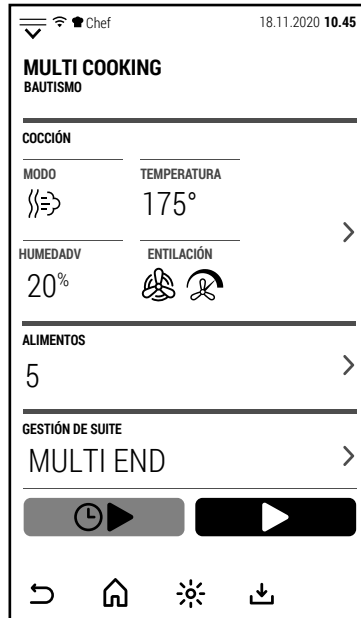 Chef 18.11.2020 10.45
MULTI COOKING
BAUTISMO
COCCIÓN
MODO TEMPERATURA
175°
HUMEDADV ENTILACIÓN
20%
ALIMENTOS
5
GESTIÓN DE SUITE
MULTI END